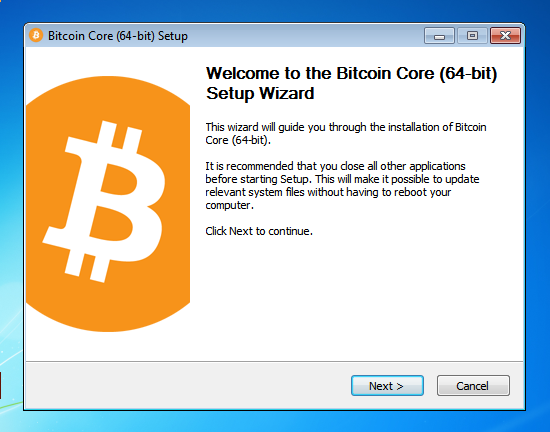 Bitcoin Core (64-bit) Setup
Welcome to the Bitcoin Core (64-bit)
Setup Wizard
This wizard will guide you through the installation of Bitcoin
Core (64-bit).
It is recommended that you close all other applications
before starting Setup. This will make it possible to update
relevant system files without having to reboot your
computer.
Click Next to continue.
Next >
Cancel